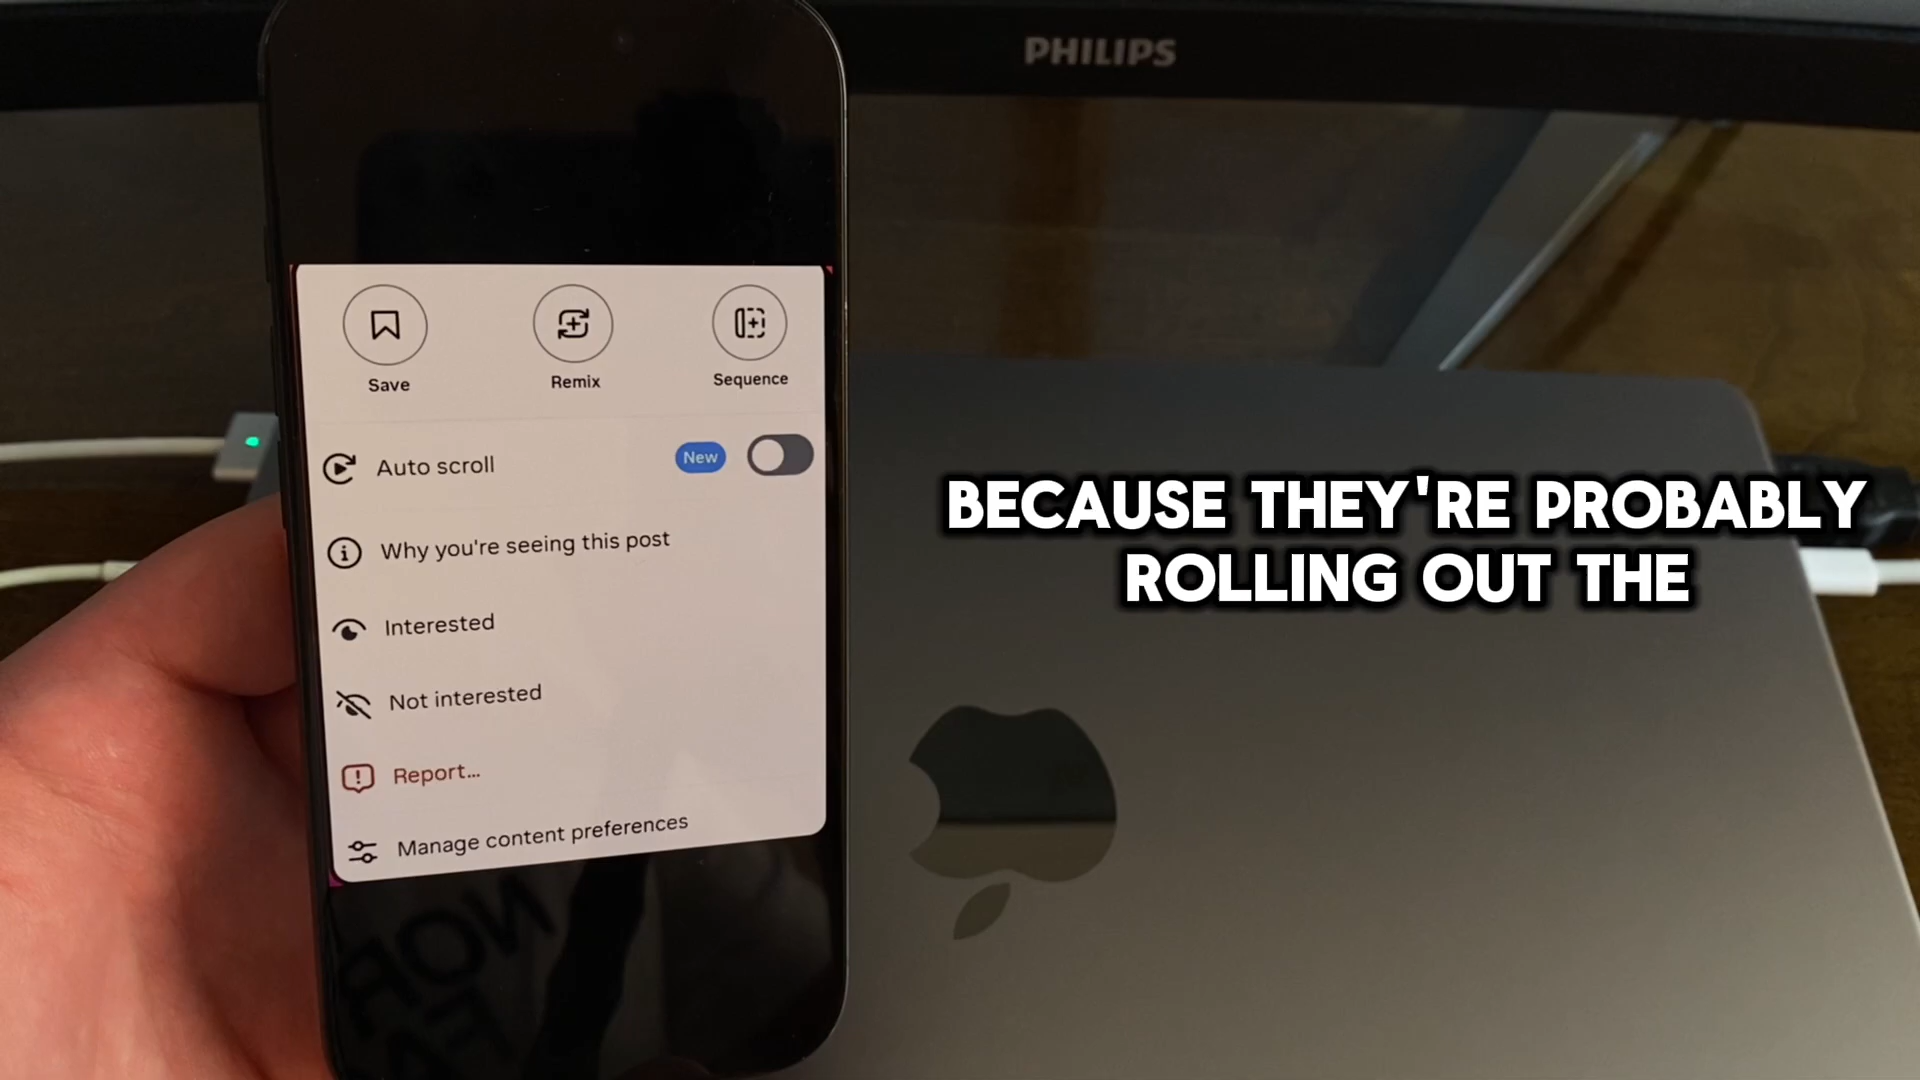 PHILIPS
Save
Remix
Sequence
Auto scroll
New
Why you're seeing this post
Interested
Not interested
Report...
Manage content preferences
BECAUSE THEY'RE PROBABLY
ROLLING OUT THE